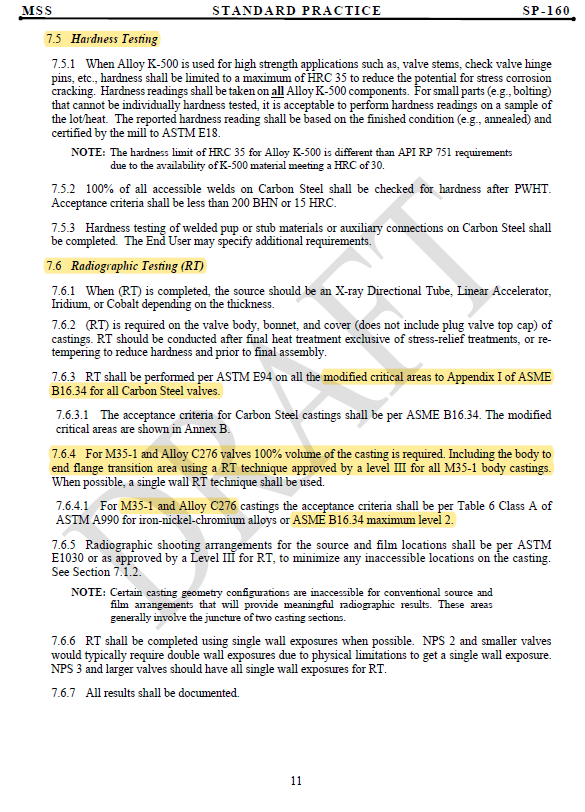 MSS STANDARD PRACTICE SP-160
7.5 Hardness Testing
7.5.1 When Alloy K-500 is used for high strength applications such as, valve stems, check valve hinge
pins, etc., hardness shall be limited to a maximum of HRC 35 to reduce the potential for stress corrosion
cracking. Hardness readings shall be taken on all Alloy K-500 components. For small parts (e.g., bolting)
that cannot be individually hardness tested, it is acceptable to perform hardness readings on a sample of
the lot/heat. The reported hardness reading shall be based on the finished condition (e.g., annealed) and
certified by the mill to ASTM E18.
NOTE: The hardness limit of HRC 35 for Alloy K-500 is different than API RP 751 requirements
due to the availability of K-500 material meeting a HRC of 30.
7.5.2 100% of all accessible welds on Carbon Steel shall be checked for hardness after PWHT.
Acceptance criteria shall be less than 200 BHN or 15 HRC.
7.5.3 Hardness testing of welded pup or stub materials or auxiliary connections on Carbon Steel shall
be completed. The End User may specify additional requirements.
7.6 Radiographic Testing (RT)
7.6.1 When (RT) is completed, the source should be an X-ray Directional Tube, Linear Accelerator,
Iridium, or Cobalt depending on the thickness.
7.6.2 (RT) is required on the valve body, bonnet, and cover (does not include plug valve top cap) of
castings. RT should be conducted after final heat treatment exclusive of stress-relief treatments, or re-
tempering to reduce hardness and prior to final assembly.
7.6.3 RT shall be performed per ASTM E94 on all the modified critical areas to Appendix I of ASME
B16.34 for all Carbon Steel valves.
7.6.3.1 The acceptance criteria for Carbon Steel castings shall be per ASME B16.34. The modified
critical areas are shown in Annex B.
7.6.4 For M35-1 and Alloy C276 valves 100% volume of the casting is required. Including the body to
end flange transition area using a RT technique approved by a level III for all M35-1 body castings.
When possible, a single wall RT technique shall be used.
7.6.4.1 For M35-1 and Alloy C276 castings the acceptance criteria shall be per Table 6 Class A of
ASTM A990 for iron-nickel-chromium alloys or ASME B16.34 maximum level 2.
7.6.5 Radiographic shooting arrangements for the source and film locations shall be per ASTM
E1030 or as approved by a Level III for RT, to minimize any inaccessible locations on the casting.
See Section 7.1.2.
NOTE: Certain casting geometry configurations are inaccessible for conventional source and
film arrangements that will provide meaningful radiographic results. These areas
generally involve the juncture of two casting sections.
7.6.6 RT shall be completed using single wall exposures when possible. NPS 2 and smaller valves
would typically require double wall exposures due to physical limitations to get a single wall exposure.
NPS 3 and larger valves should have all single wall exposures for RT.
7.6.7 All results shall be documented.
DRAFT
11